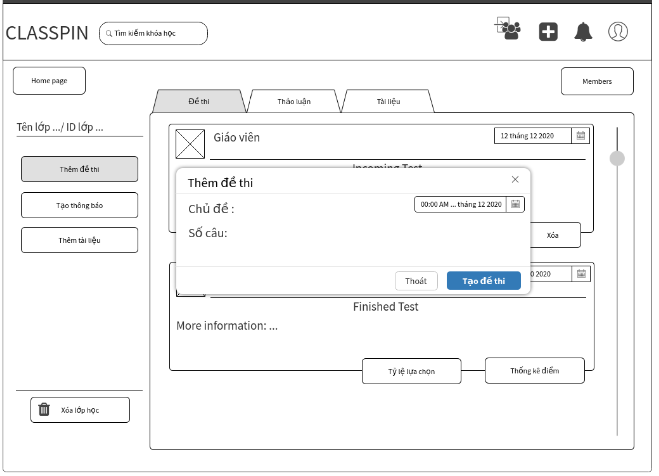 CLASSPIN
Tìm kiếm khóa học
Home page
Members
Đề thi
Thảo luận
Tài liệu
Tên lớp .../ ID lớp ...
Thêm đề thi
Tạo thông báo
Thêm tài liệu
Xóa lớp học
Giáo viên
12 tháng 12 2020
Incoming Test
Thêm đề thi
Chủ đề :
00:00 AM ... tháng 12 2020
Số câu:
Thoát
Tạo đề thi
Xóa
2020
Finished Test
More information: ...
Tỷ lệ lựa chọn
Thống kê điểm